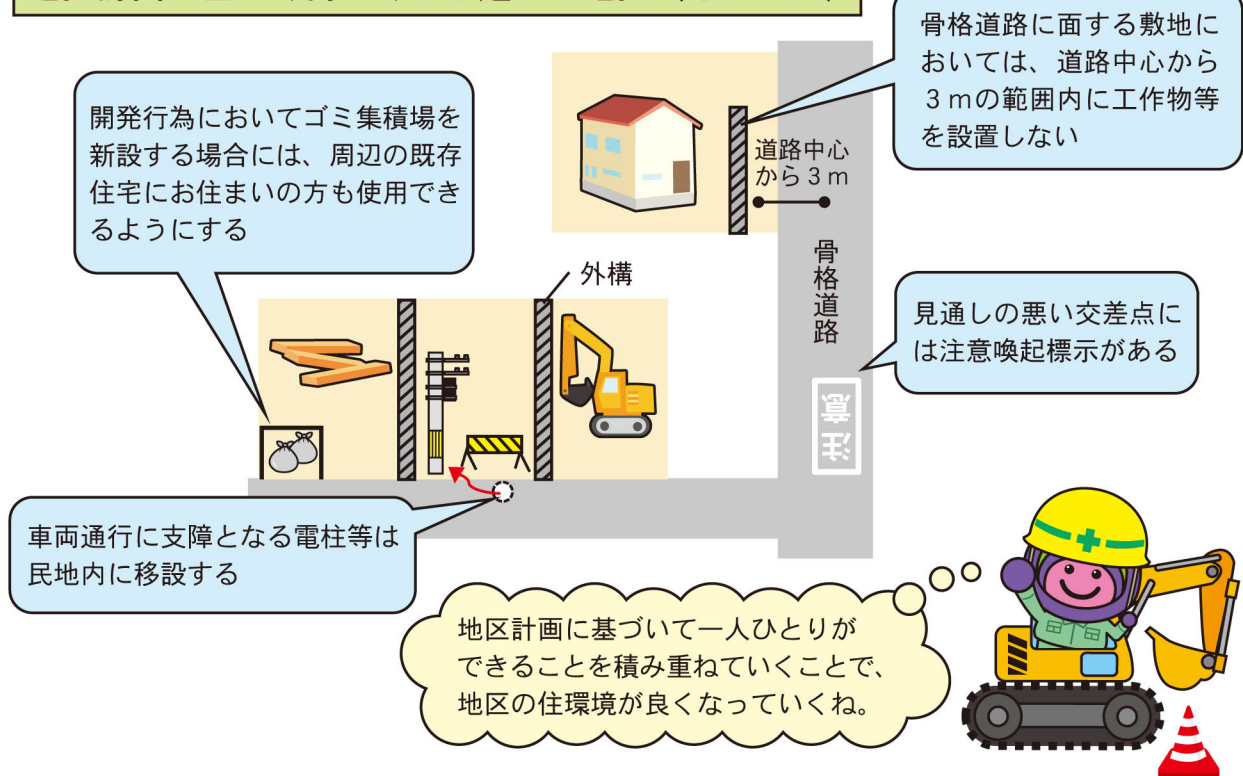 骨格道路に面する敷地に
おいては、道路中心から
３ｍの範囲内に工作物等
を設置しない
開発行為においてゴミ集積場を
新設する場合には、周辺の既存
住宅にお住まいの方も使用でき
るようにする
道路中心
から３ｍ
骨格道路
外構
見通しの悪い交差点に
は注意喚起標示がある
注意
車両通行に支障となる電柱等は
民地内に移設する
地区計画に基づいて一人ひとりが
できることを積み重ねていくことで、
地区の住環境が良くなっていくね。